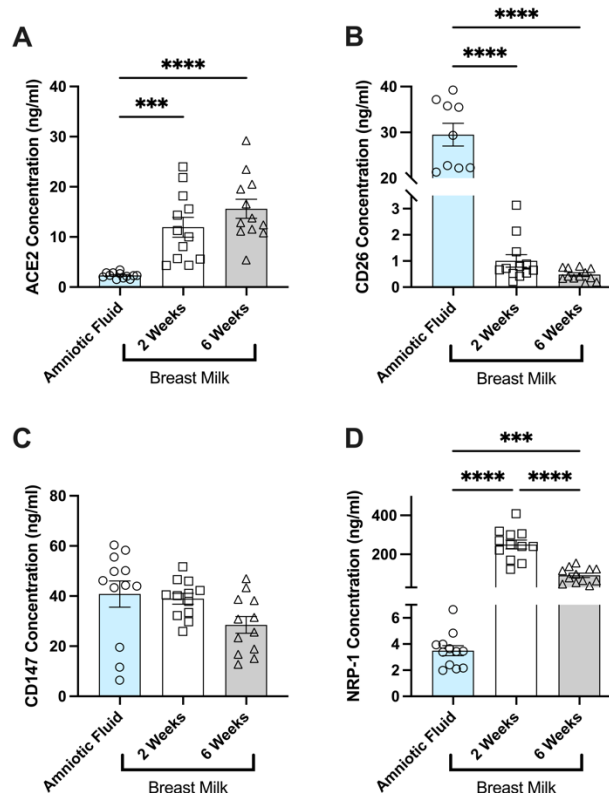 A
****
***
ACE2 Concentration (ng/ml)
40
30
20
10
0
Amniotic Fluid
2 Weeks
6 Weeks
Breast Milk
B
****
****
CD26 Concentration (ng/ml)
40
30
20
3
2
1
0
Amniotic Fluid
2 Weeks
6 Weeks
Breast Milk
C
CD147 Concentration (ng/ml)
80
60
40
20
0
Amniotic Fluid
2 Weeks
6 Weeks
Breast Milk
D
***
**** ****
NRP-1 Concntration (ng/ml)
400
200
6
4
2
0
Amniotic Fluid
2 Weeks
6 Weeks
Breast Milk